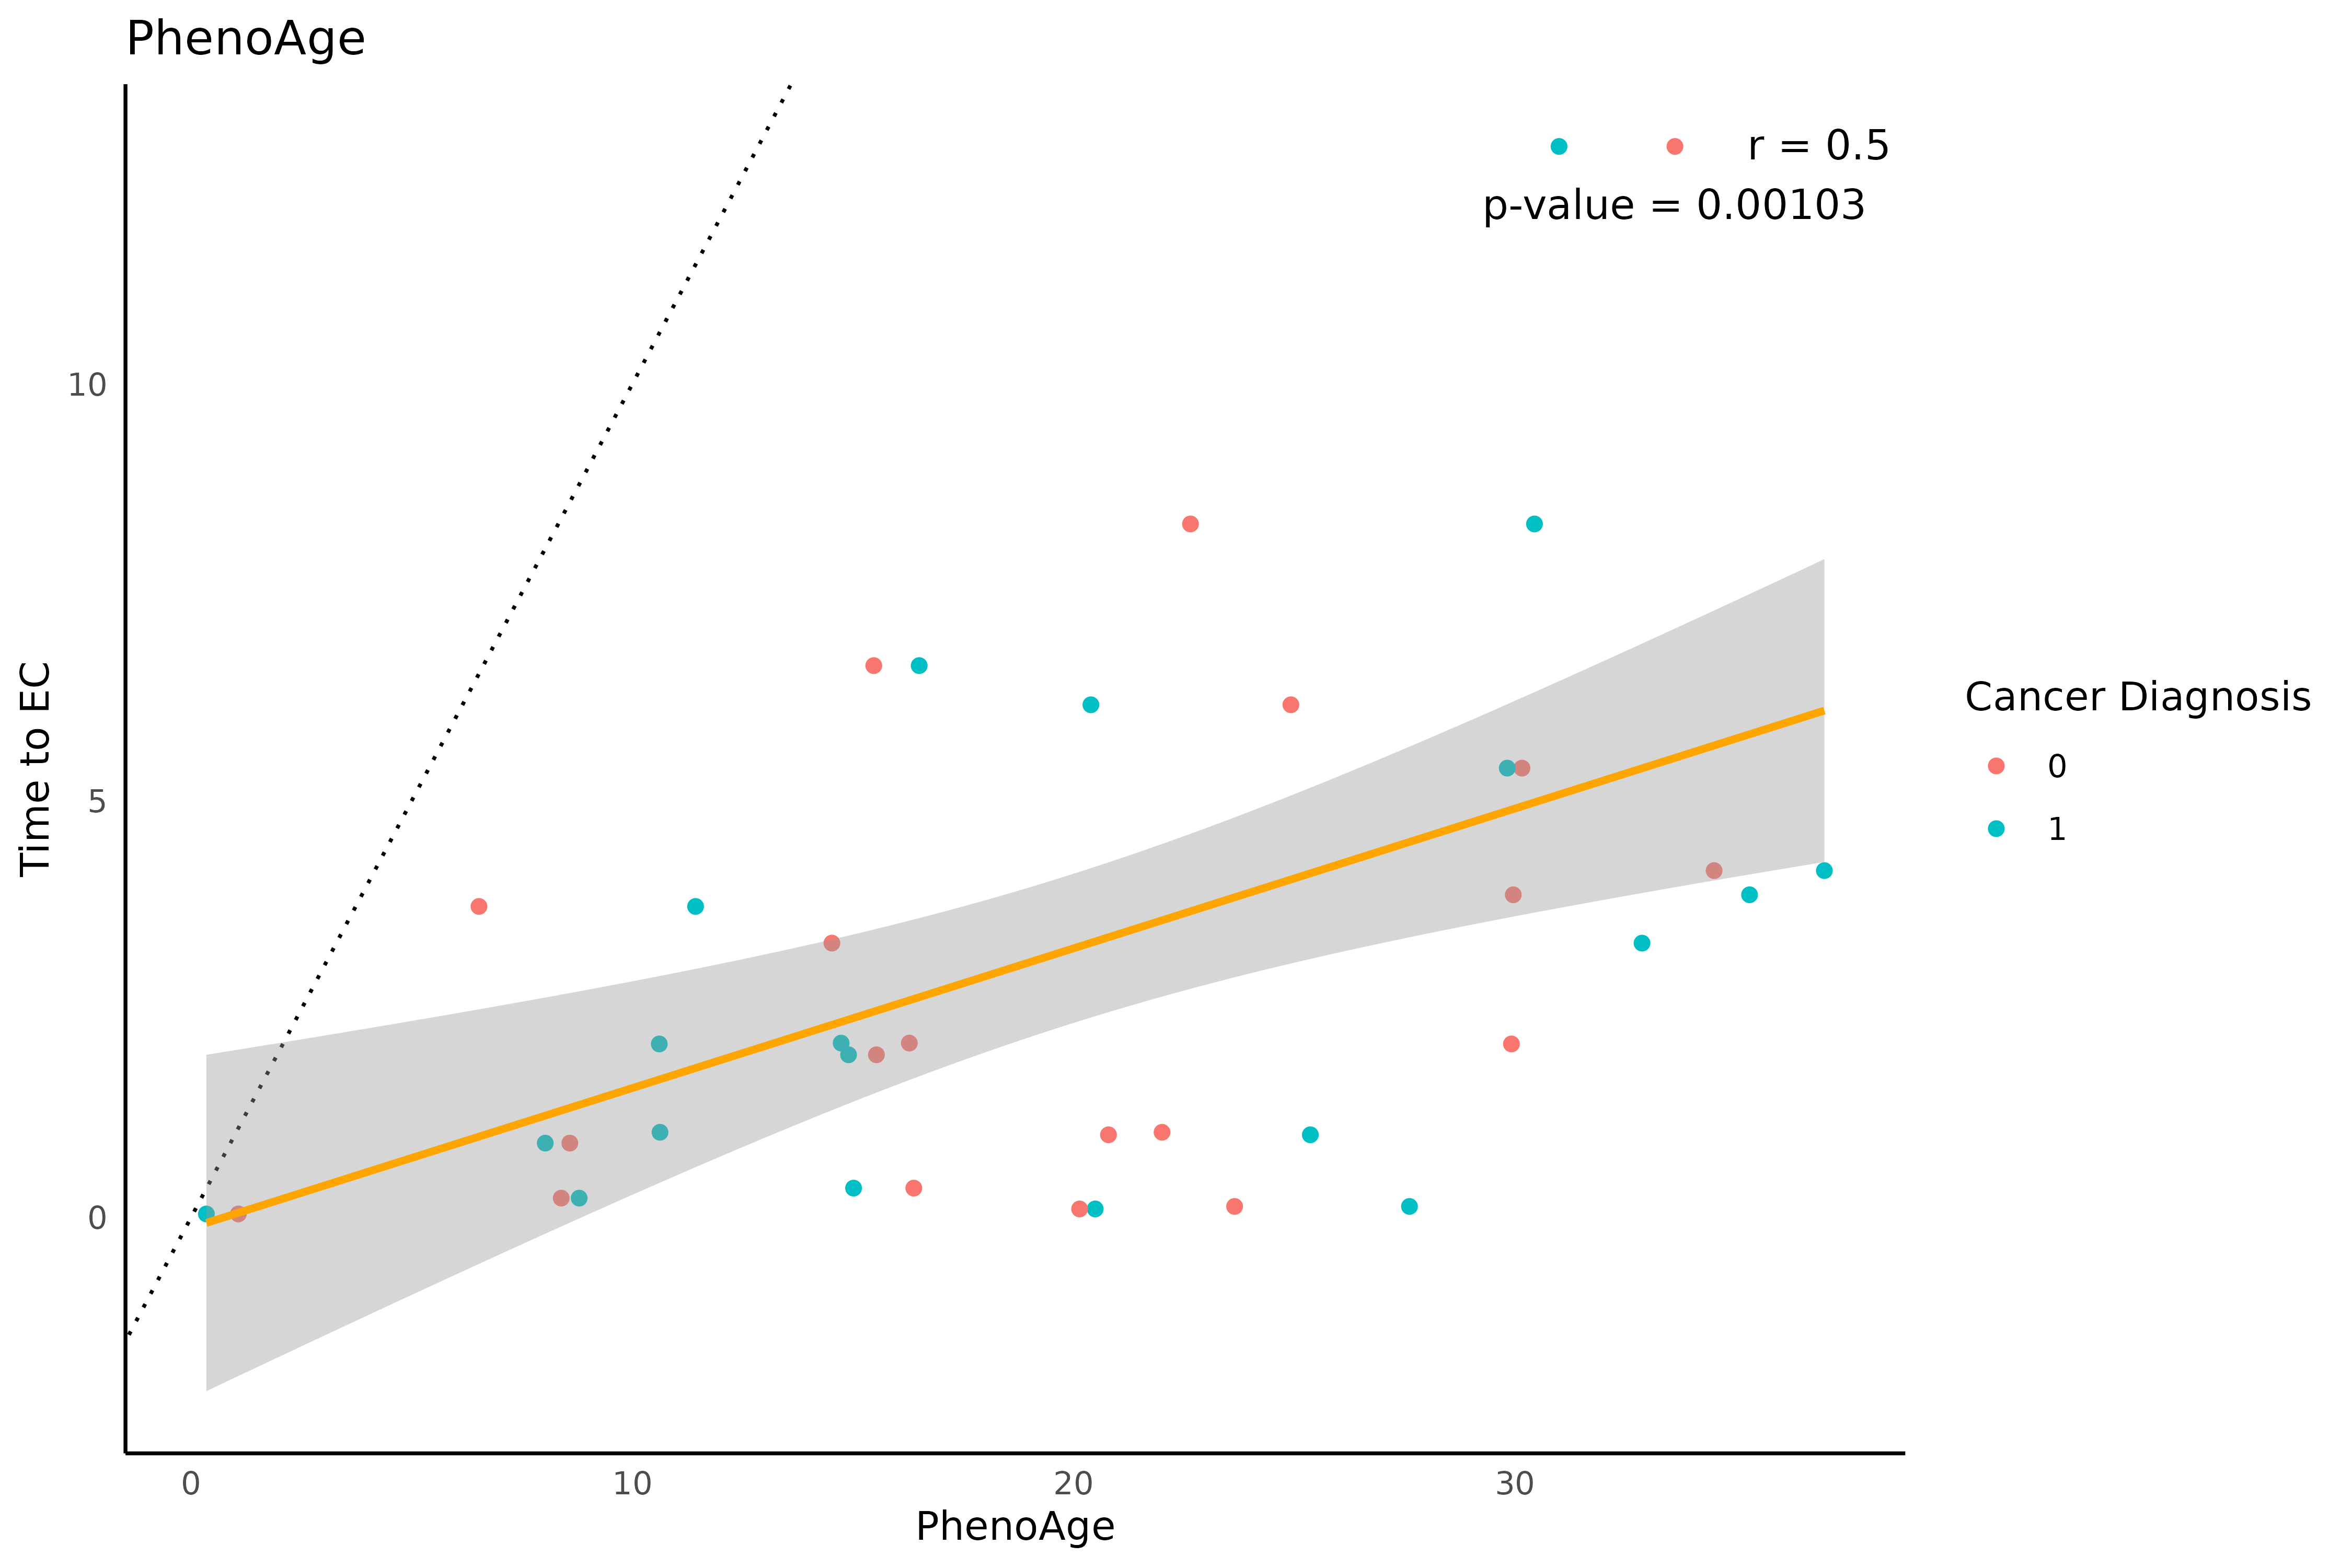 PhenoAge
r = 0.5
p-value = 0.00103
10
5
0
Time to EC
0
10
20
30
PhenoAge
Cancer Diagnosis
0
1